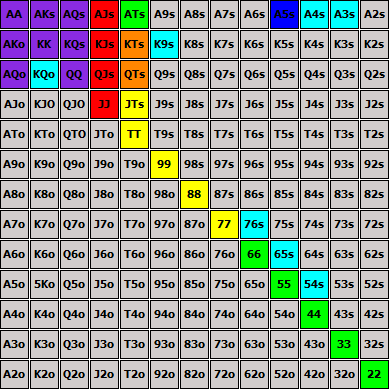 AA AKs AQs AJs ATs A9s A8s A7s A6s A5s A4s A3s A2s
AKo KK KQs KJs KTs K9s K8s K7s K6s K5s K4s K3s K2s
AQo KQo QQ QJs QTs Q9s Q8s Q7s Q6s Q5s Q4s Q3s Q2s
AJo KJO QJO JJ JTs J9s J8s J7s J6s J5s J4s J3s J2s
ATo KTo QTO JTo TT T9s T8s T7s T6s T5s T4s T3s T2s
A9o K9o Q9o J9o T9o 99 98s 97s 96s 95s 94s 93s 92s
A8o K8o Q8o J8o T8o 98o 88 87s 86s 85s 84s 83s 82s
A7o K7o Q7o J7o T7o 97o 87o 77 76s 75s 74s 73s 72s
A6o K6o Q6o J6o T6o 96o 86o 76o 66 65s 64s 63s 62s
A5o 5Ko Q5o J5o T5o 95o 85o 75o 65o 55 54s 53s 52s
A4o K4o Q4o J4o T4o 94o 84o 74o 64o 54o 44 43s 42s
A3o K3o Q3o J3o T3o 93o 83o 73o 63o 53o 43o 33 32s
A2o K2o Q2o J2o T2o 92o 82o 72o 62o 52o 42o 32o 22